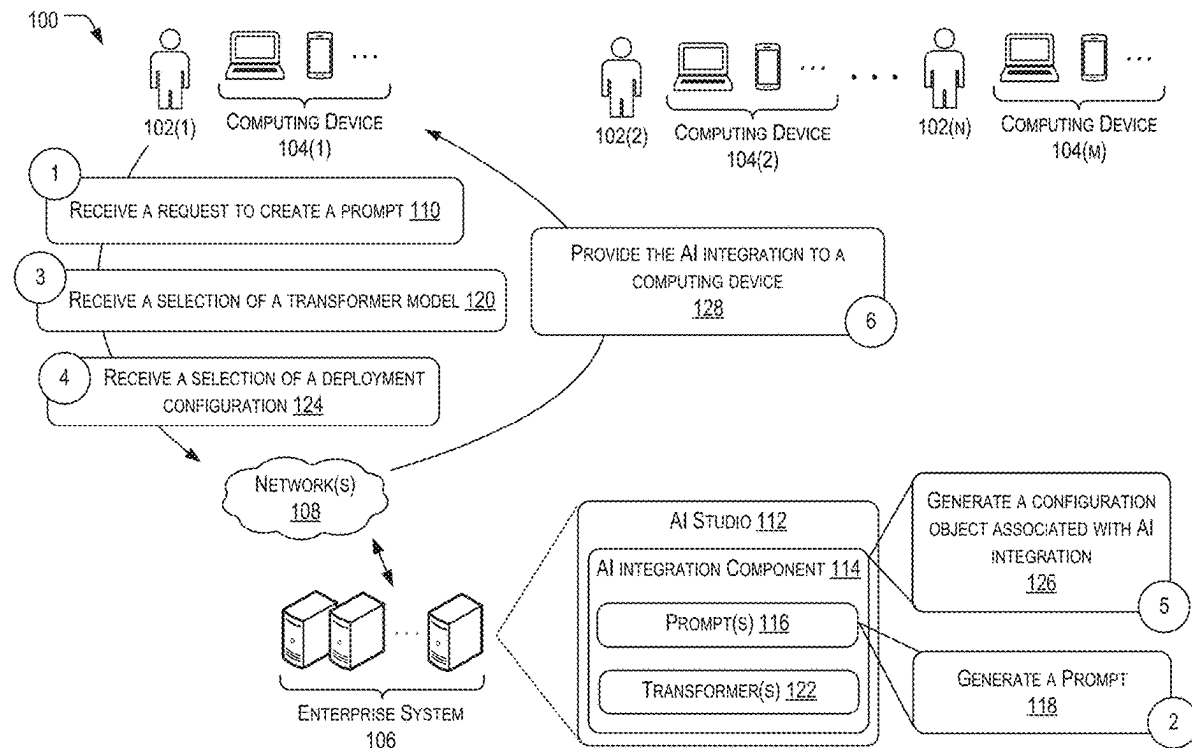 100
102(1)
COMPUTING DEVICE
104(1)
102(2)
COMPUTING DEVICE
104(2)
102(N)
COMPUTING DEVICE
104(M)
1
RECEIVE A REQUEST TO CREATE A PROMPT 110
3
RECEIVE A SELECTION OF A TRANSFORMER MODEL 120
4
RECEIVE A SELECTION OF A DEPLOYMENT
CONFIGURATION 124
PROVIDE THE AI INTEGRATION TO A
COMPUTING DEVICE
128
6
NETWORK(S)
108
ENTERPRISE SYSTEM
106
AI STUDIO 112
AI INTEGRATION COMPONENT 114
PROMPT(S) 116
TRANSFORMER(S) 122
GENERATE A CONFIGURATION
OBJECT ASSOCIATED WITH AI
INTEGRATION
126
5
GENERATE A PROMPT
118
2